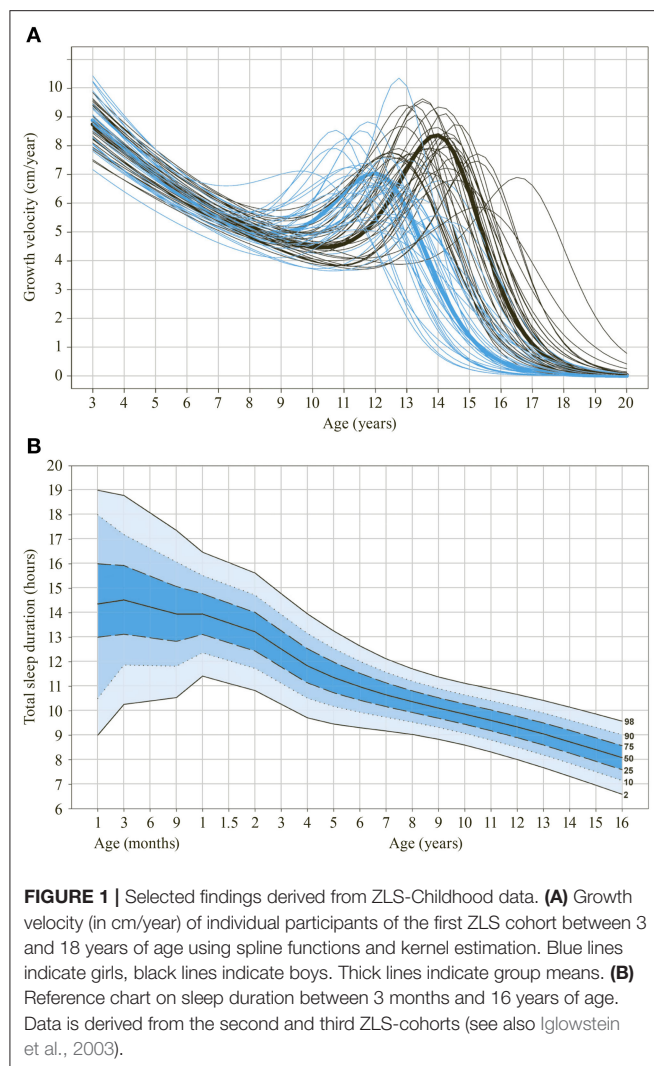 A
10
9
8
7
6
5
4
3
2
1
0
Growth velocity (cm/year)
3 4 5 6 7 8 9 10 11 12 13 14 15 16 17 18 19 20
Age (years)
B
20
19
18
17
16
15
14
13
12
11
10
9
8
7
6
Total sleep duration (hours)
98
90
75
50
25
10
2
1 3 6 9 1 1.5 2 3 4 5 6 7 8 9 10 11 12 13 14 15 16
Age (months) Age (years)
FIGURE 1 | Selected findings derived from ZLS-Childhood data. (A) Growth
velocity (in cm/year) of individual participants of the first ZLS cohort between 3
and 18 years of age using spline functions and kernel estimation. Blue lines
indicate girls, black lines indicate boys. Thick lines indicate group means. (B)
Reference chart on sleep duration between 3 months and 16 years of age.
Data is derived from the second and third ZLS-cohorts (see also Iglowstein
et al., 2003).